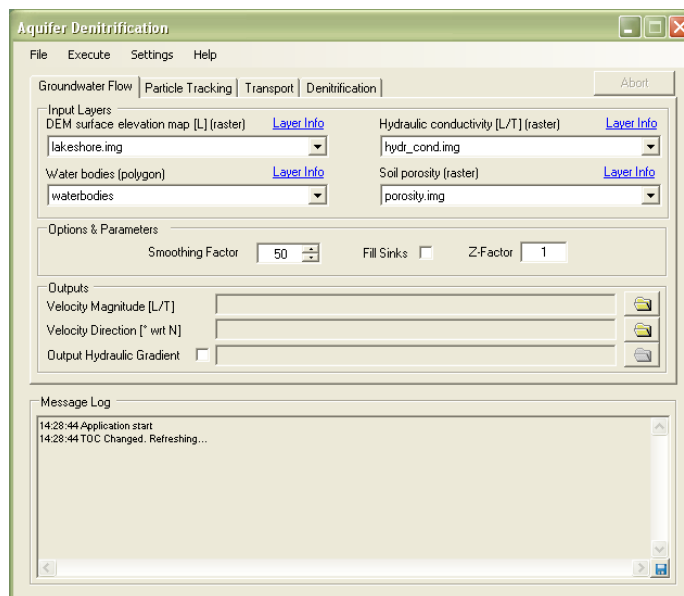 Aquifer Denitrification
File Execute Settings Help
Groundwater Flow Particle Tracking Transport Denitrification Abort
Input Layers
DEM surface elevation map [L] (raster) Layer Info Hydraulic conductivity [L/T] (raster) Layer Info
lakeshore.img hydr_cond.img
Water bodies (polygon) Layer Info Soil porosity (raster) Layer Info
waterbodies porosity.img
Options & Parameters
Smoothing Factor 50 Fill Sinks Z-Factor 1
Outputs
Velocity Magnitude [L/T]
Velocity Direction [° wrt N]
Output Hydraulic Gradient
Message Log
14:28:44 Application start
14:28:44 TOC Changed. Refreshing...